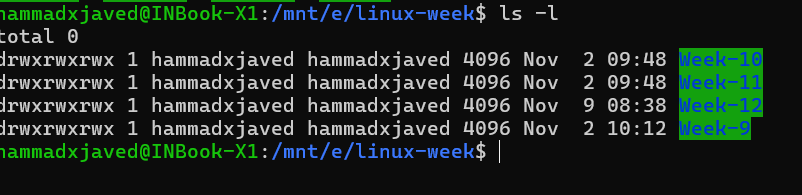 hammadxjaved@INBook-X1:/mnt/e/linux-week$ ls -l
total 0
drwxrwxrwx 1 hammadxjaved hammadxjaved 4096 Nov  2 09:48 Week-10
drwxrwxrwx 1 hammadxjaved hammadxjaved 4096 Nov  2 09:48 Week-11
drwxrwxrwx 1 hammadxjaved hammadxjaved 4096 Nov  9 08:38 Week-12
drwxrwxrwx 1 hammadxjaved hammadxjaved 4096 Nov  2 10:12 Week-9
hammadxjaved@INBook-X1:/mnt/e/linux-week$